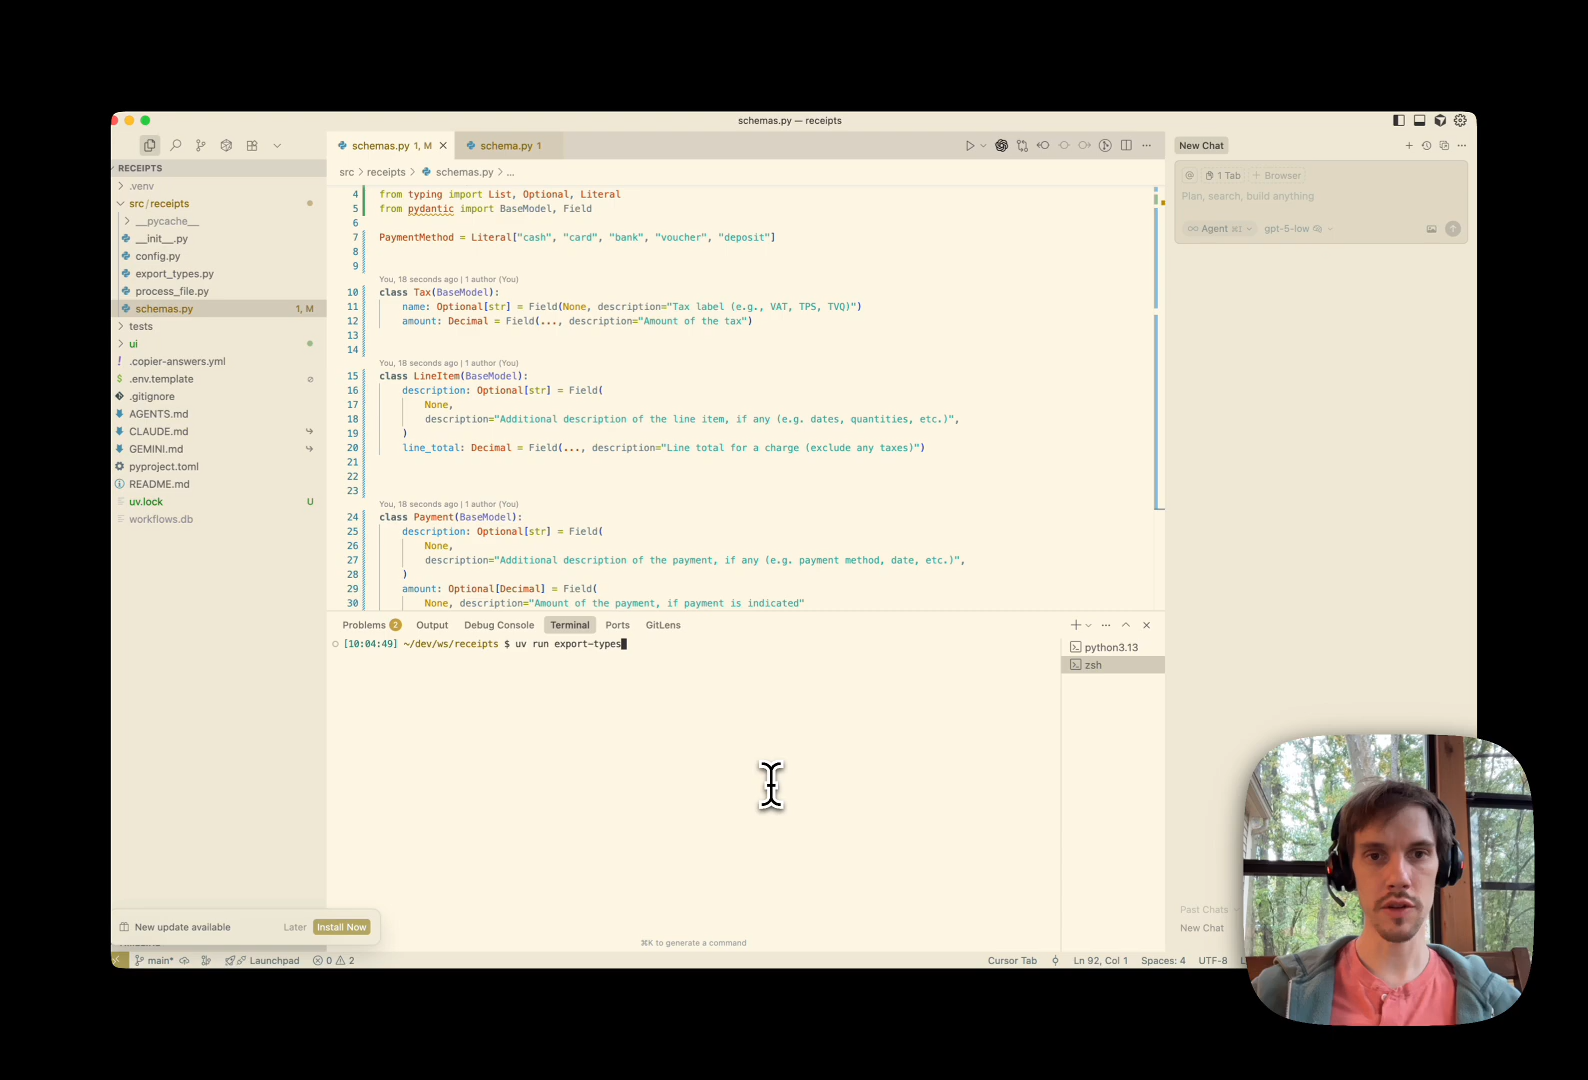 schemas.py — receipts
RECEIPTS
.venv
src/receipts
__pycache__
__init__.py
config.py
export_types.py
process_file.py
schemas.py 1, M
tests
ui
.copier-answers.yml
.env.template
.gitignore
AGENTS.md
CLAUDE.md
GEMINI.md
pyproject.toml
README.md
uv.lock U
workflows.db
New update available Later Install Now
schemas.py 1, M schema.py 1
src > receipts > schemas.py > ...
4 from typing import List, Optional, Literal
5 from pydantic import BaseModel, Field
6
7 PaymentMethod = Literal["cash", "card", "bank", "voucher", "deposit"]
8
9
You, 18 seconds ago | 1 author (You)
10 class Tax(BaseModel):
11 name: Optional[str] = Field(None, description="Tax label (e.g., VAT, TPS, TVQ)")
12 amount: Decimal = Field(..., description="Amount of the tax")
13
14
You, 18 seconds ago | 1 author (You)
15 class LineItem(BaseModel):
16 description: Optional[str] = Field(
17 None,
18 description="Additional description of the line item, if any (e.g. dates, quantities, etc.)",
19 )
20 line_total: Decimal = Field(..., description="Line total for a charge (exclude any taxes)")
21
22
23
You, 18 seconds ago | 1 author (You)
24 class Payment(BaseModel):
25 description: Optional[str] = Field(
26 None,
27 description="Additional description of the payment, if any (e.g. payment method, date, etc.)",
28 )
29 amount: Optional[Decimal] = Field(
30 None, description="Amount of the payment, if payment is indicated"
Problems 2 Output Debug Console Terminal Ports GitLens
[10:04:49] ~/dev/ws/receipts $ uv run export-types
python3.13
zsh
⌘K to generate a command
New Chat
@ 1 Tab Browser
Plan, search, build anything
Agent ⌘I gpt-5-low
Past Chats
New Chat
main* Launchpad 0 2
Cursor Tab Ln 92, Col 1 Spaces: 4 UTF-8